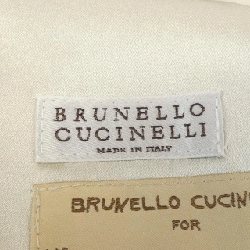 BRUNELLO
CUCINELLI
MADE IN ITALY
BRUNELLO CUCIN
FOR